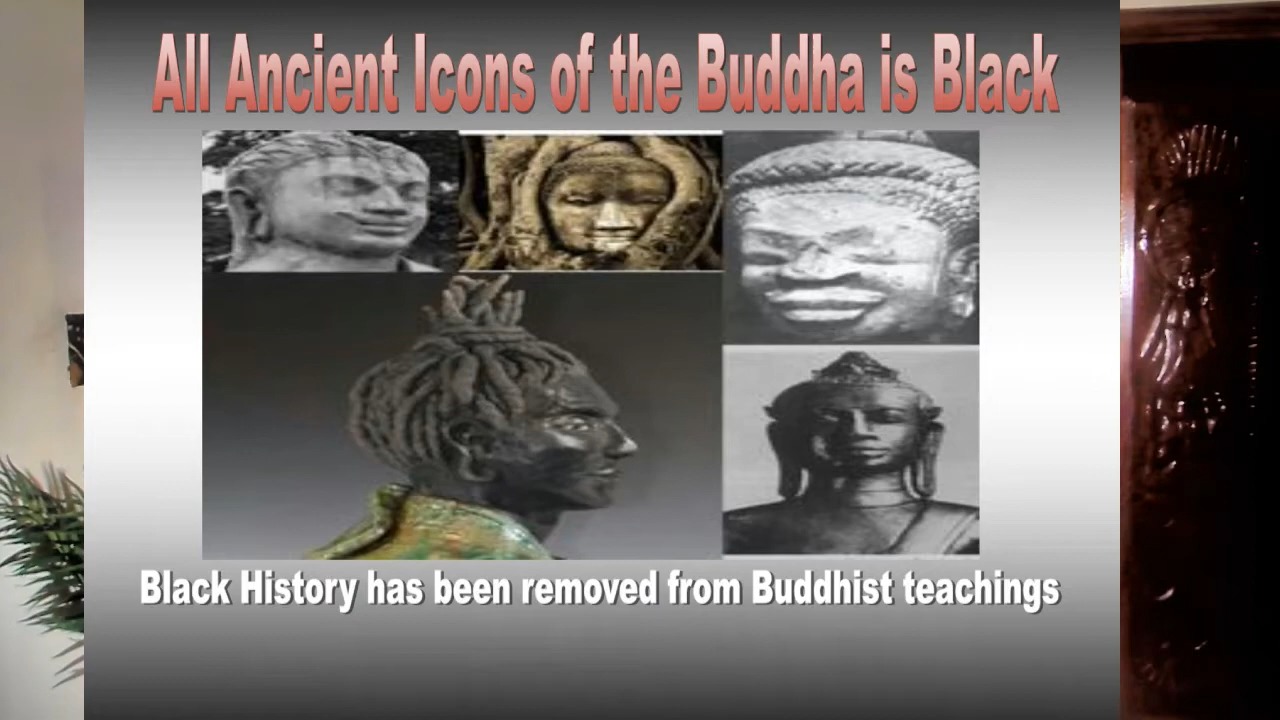 All Ancient Icons of the Buddha is Black
Black History has been removed from Buddhist teachings